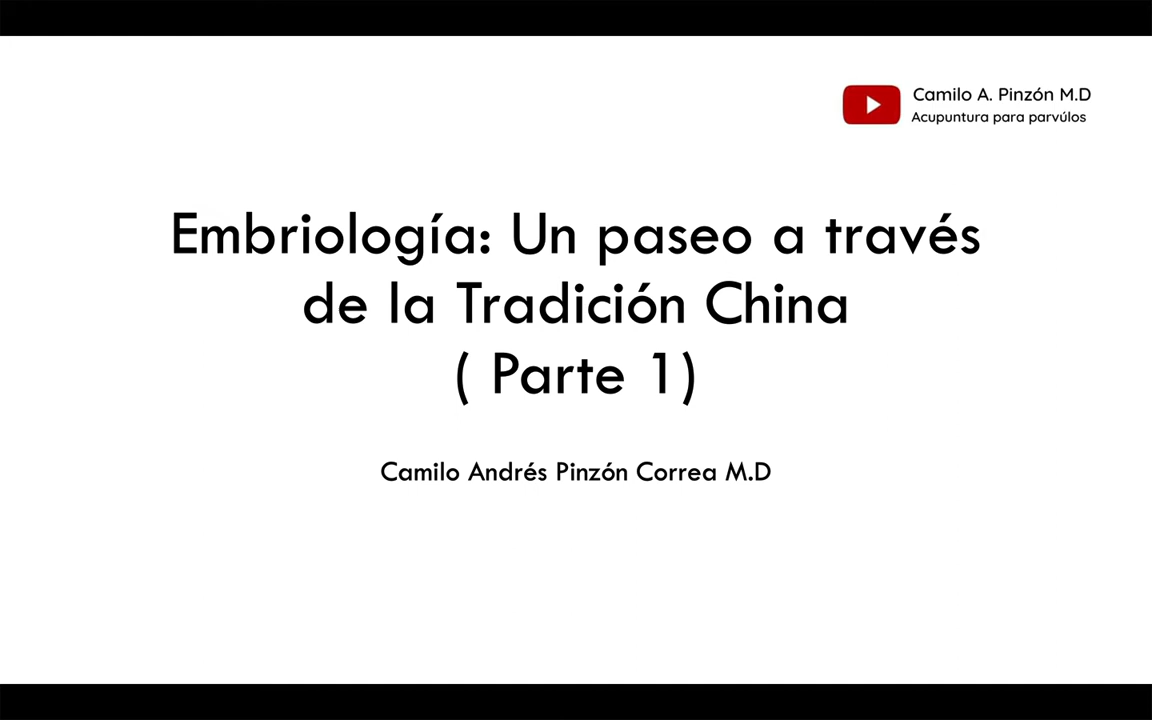 Camilo A. Pinzón M.D
Acupuntura para parvúlos
Embriología: Un paseo a través
de la Tradición China
( Parte 1)
Camilo Andrés Pinzón Correa M.D